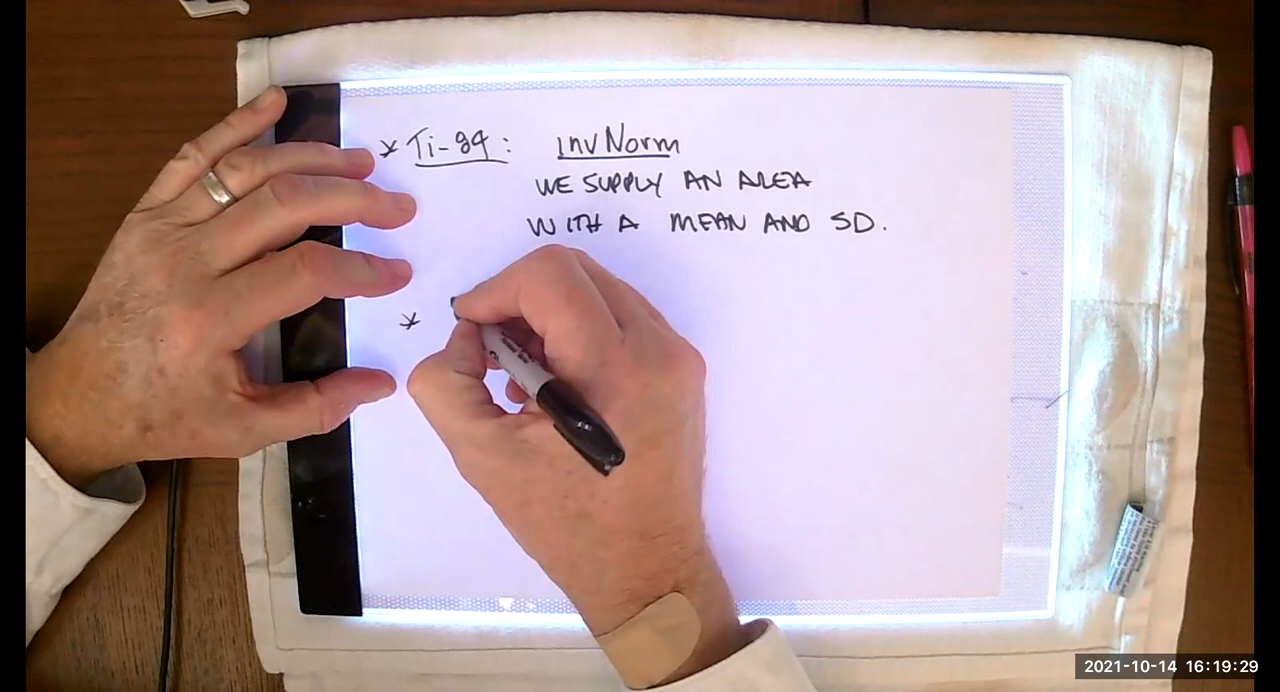 * Ti-84: invNorm
WE SUPPLY AN AREA
WITH A MEAN AND SD.
*
2021-10-14 16:19:29